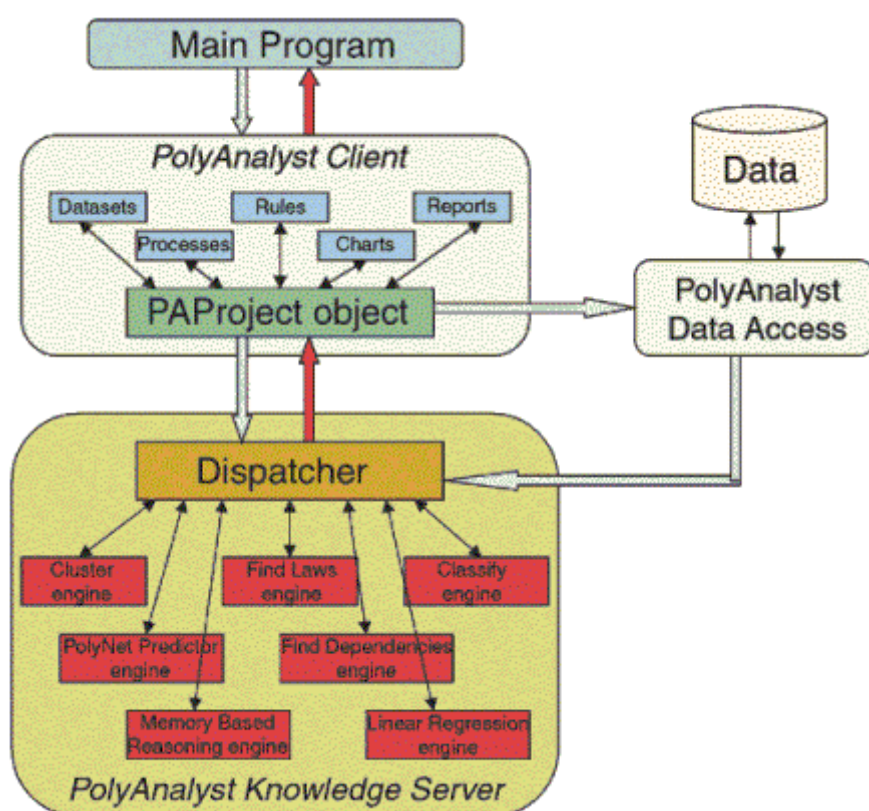 Main Program
PolyAnalyst Client
Datasets
Rules
Reports
Processes
Charts
PAProject object
Data
PolyAnalyst
Data Access
Dispatcher
Cluster
engine
Find Laws
engine
Classify
engine
PolyNet Predictor
engine
Find Dependencies
engine
Memory Based
Reasoning engine
Linear Regression
engine
PolyAnalyst Knowledge Server